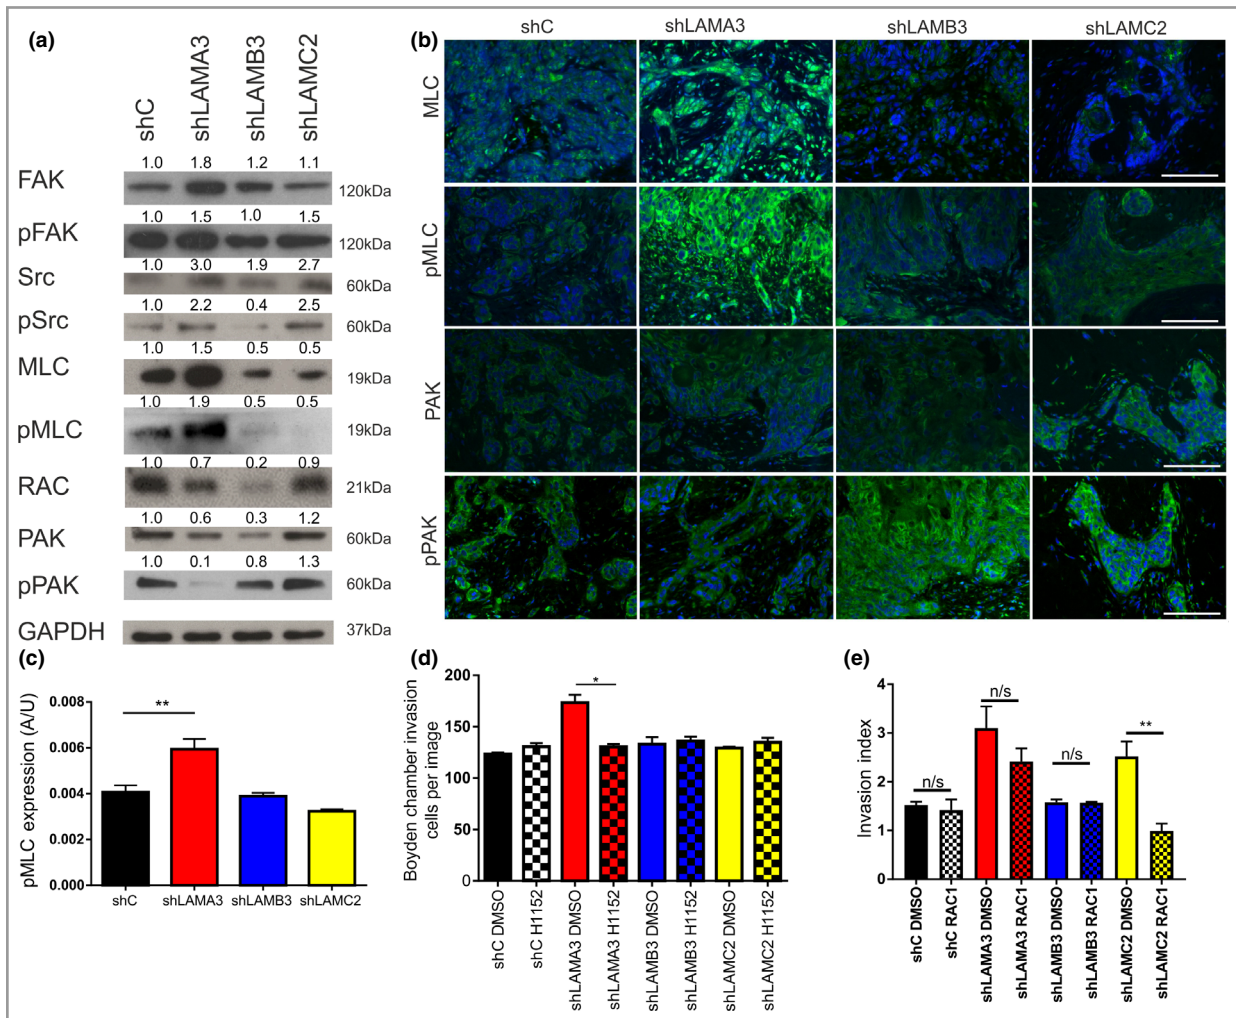 (a)
shC
shLAMA3
shLAMB3
shLAMC2
1.0 1.8 1.2 1.1
FAK 120kDa
1.0 1.5 1.0 1.5
pFAK 120kDa
1.0 3.0 1.9 2.7
Src 60kDa
1.0 2.2 0.4 2.5
pSrc 60kDa
1.0 1.5 0.5 0.5
MLC 19kDa
1.0 1.9 0.5 0.5
pMLC 19kDa
1.0 0.7 0.2 0.9
RAC 21kDa
1.0 0.6 0.3 1.2
PAK 60kDa
1.0 0.1 0.8 1.3
pPAK 60kDa
GAPDH 37kDa
(b)
shC shLAMA3 shLAMB3 shLAMC2
MLC
pMLC
PAK
pPAK
(c)
pMLC expression (A/U)
0.008
0.006
0.004
0.002
0.000
**
shC shLAMA3 shLAMB3 shLAMC2
(d)
Boyden chamber invasion
cells per image
200
150
100
50
0
*
shC DMSO
shC H1152
shLAMA3 DMSO
shLAMA3 H1152
shLAMB3 DMSO
shLAMB3 H1152
shLAMC2 DMSO
shLAMC2 H1152
(e)
Invasion index
4
3
2
1
0
n/s
n/s
n/s
**
shC DMSO
shC RAC1
shLAMA3 DMSO
shLAMA3 RAC1
shLAMB3 DMSO
shLAMB3 RAC1
shLAMC2 DMSO
shLAMC2 RAC1